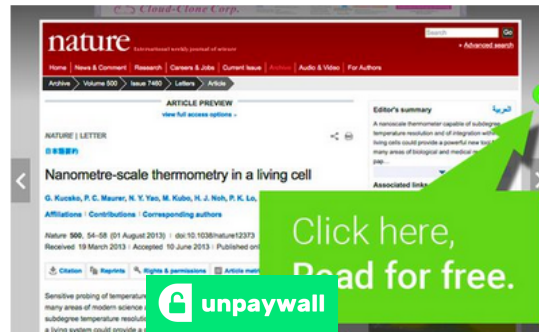 Cloud-Clone Corp.
nature International weekly journal of science
Search Go
Advanced search
Home News & Comment Research Careers & Jobs Current Issue Archive Audio & Video For Authors
Archive Volume 500 Issue 7460 Letters Article
ARTICLE PREVIEW
view full access options
NATURE | LETTER
日本語要約
Nanometre-scale thermometry in a living cell
G. Kucsko, P. C. Maurer, N. Y. Yao, M. Kubo, H. J. Noh, P. K. Lo,
Affiliations Contributions Corresponding authors
Nature 500, 54–58 (01 August 2013) doi:10.1038/nature12373
Received 19 March 2013 Accepted 10 June 2013 Published onl
Citation Reprints Rights & permissions Article metri
Sensitive probing of temperatur
many areas of modern science a
subdegree temperature resolutio
a living system could provide a
Editor's summary العربية
A nanoscale thermometer capable of subdegree
temperature resolution and of integration within
living cells could provide a powerful new tool
many areas of biological and medical
pap...
Associated links
Click here,
Read for free.
unpaywall